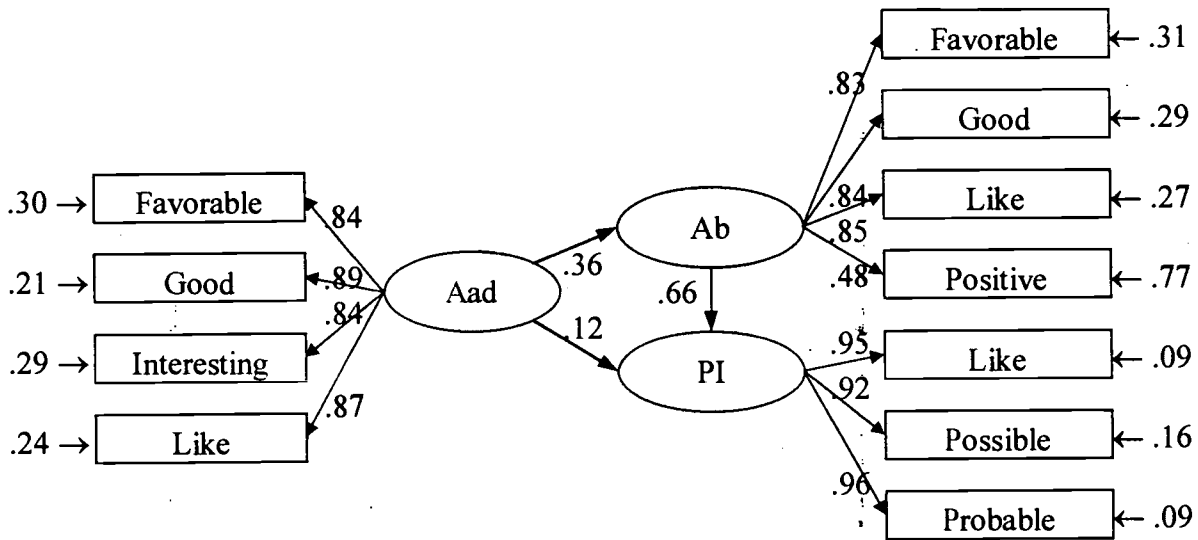 .30 → Favorable
.21 → Good
.29 → Interesting
.24 → Like
.84
.89
.84
.87
Aad
.36
.12
Ab
.66
PI
.83
.84
.85
.48
.95
.92
.96
Favorable ← .31
Good ← .29
Like ← .27
Positive ← .77
Like ← .09
Possible ← .16
Probable ← .09